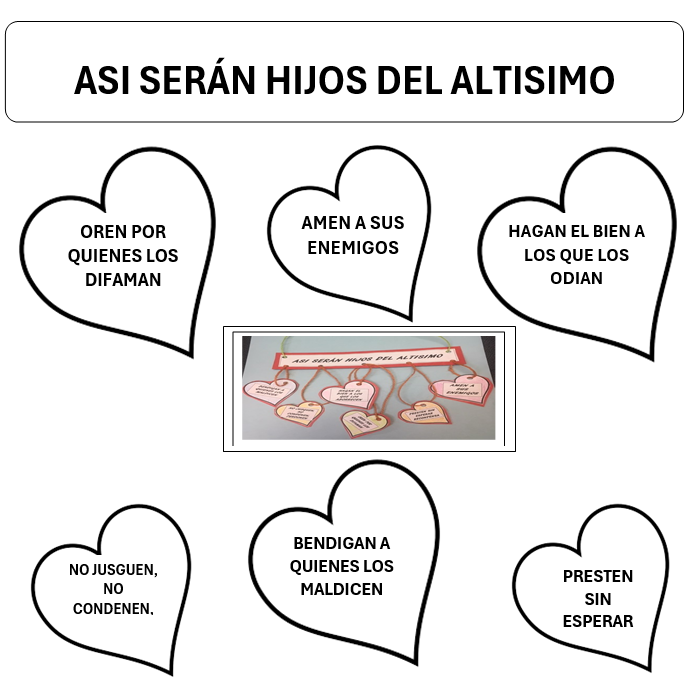 ASI SERÁN HIJOS DEL ALTISIMO
OREN POR
QUIENES LOS
DIFAMAN
AMEN A SUS
ENEMIGOS
HAGAN EL BIEN A
LOS QUE LOS
ODIAN
ASI SERÁN HIJOS DEL ALTISIMO
AMEN A
SUS
ENEMIGOS
NO JUSGUEN,
NO
CONDENEN,
BENDIGAN A
QUIENES LOS
MALDICEN
PRESTEN
SIN
ESPERAR